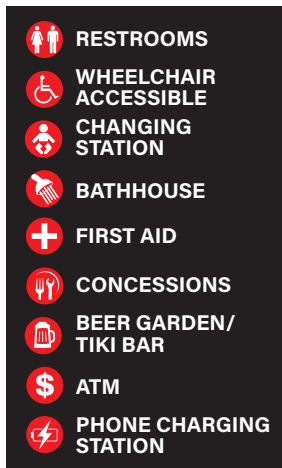 RESTROOMS
WHEELCHAIR
ACCESSIBLE
CHANGING
STATION
BATHHOUSE
FIRST AID
CONCESSIONS
BEER GARDEN/
TIKI BAR
$ ATM
PHONE CHARGING
STATION